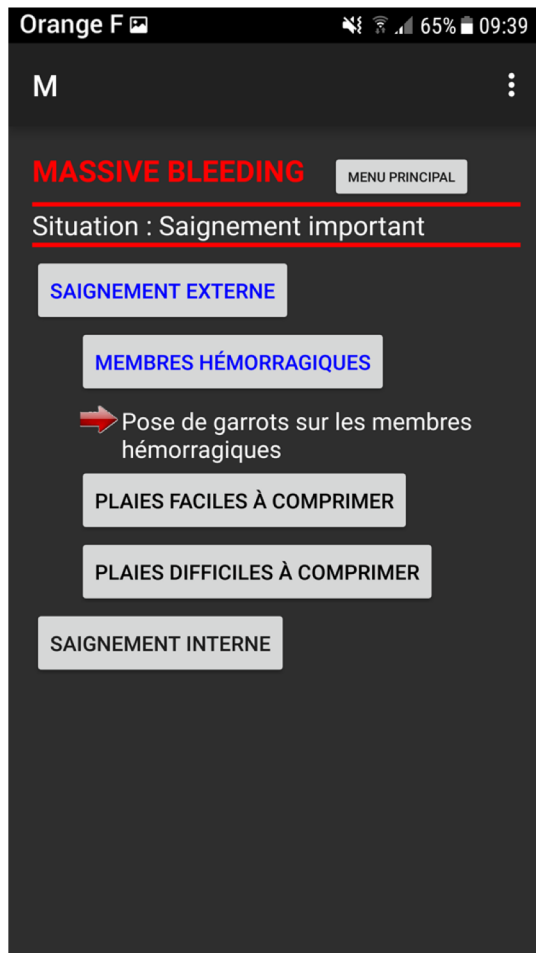 Orange F 65% 09:39
M
MASSIVE BLEEDING MENU PRINCIPAL
Situation : Saignement important
SAIGNEMENT EXTERNE
MEMBRES HÉMORRAGIQUES
Pose de garrots sur les membres
hémorragiques
PLAIES FACILES À COMPRIMER
PLAIES DIFFICILES À COMPRIMER
SAIGNEMENT INTERNE